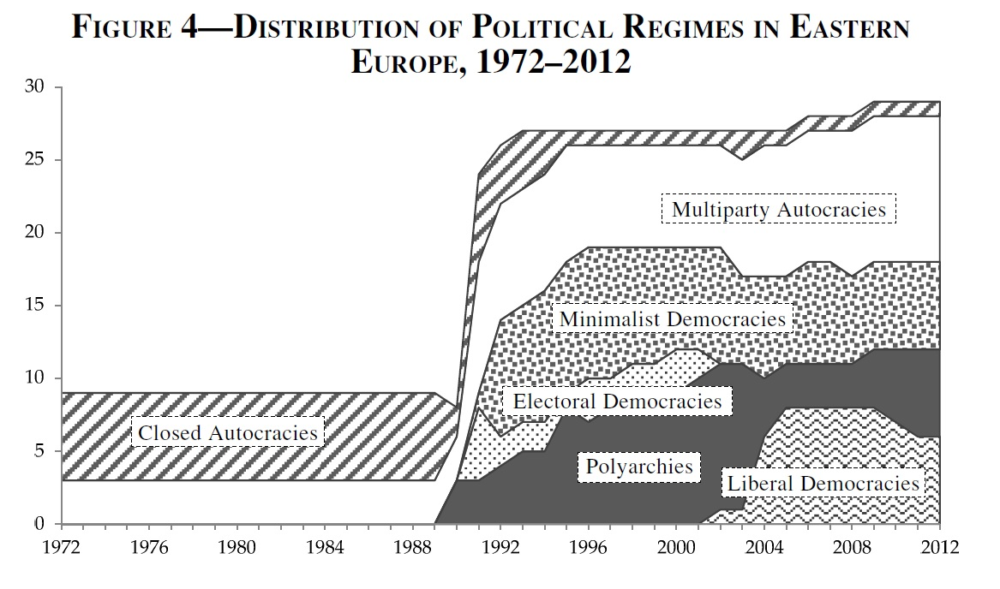 FIGURE 4—DISTRIBUTION OF POLITICAL REGIMES IN EASTERN
EUROPE, 1972–2012
30
25
20
15
10
5
0
Multiparty Autocracies
Minimalist Democracies
Electoral Democracies
Closed Autocracies
Polyarchies
Liberal Democracies
1972 1976 1980 1984 1988 1992 1996 2000 2004 2008 2012